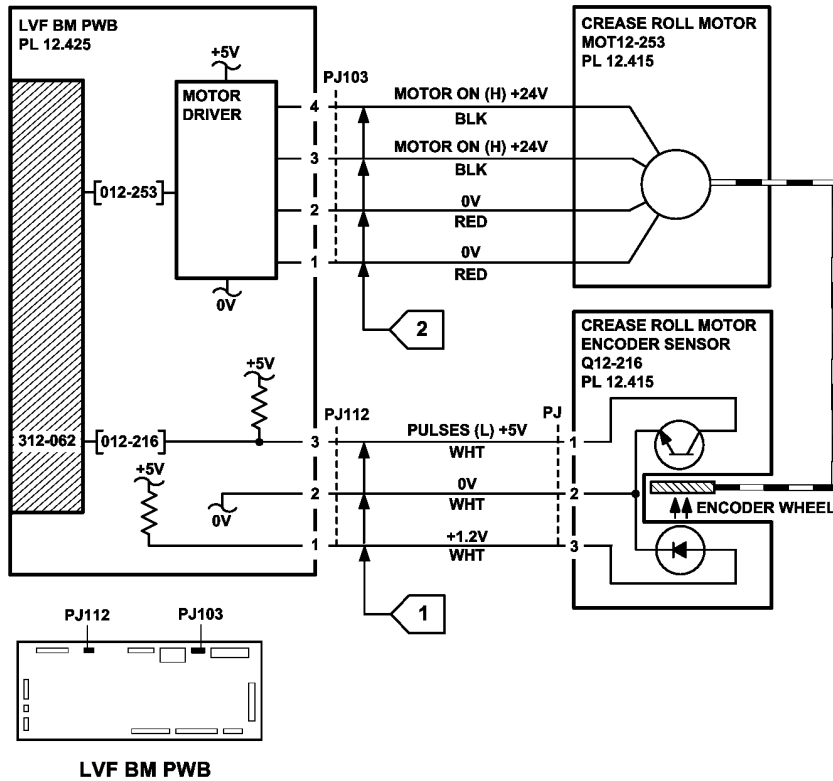 LVF BM PWB
PL 12.425
+5V
MOTOR
DRIVER
012-253
0V
PJ103
4
3
2
1
MOTOR ON (H) +24V
BLK
MOTOR ON (H) +24V
BLK
0V
RED
0V
RED
2
CREASE ROLL MOTOR
MOT12-253
PL 12.415
CREASE ROLL MOTOR
ENCODER SENSOR
Q12-216
PL 12.415
+5V
312-062
012-216
+5V
0V
PJ112
3
2
1
PULSES (L) +5V
WHT
0V
WHT
+1.2V
WHT
PJ
1
2
3
ENCODER WHEEL
1
PJ112
PJ103
LVF BM PWB